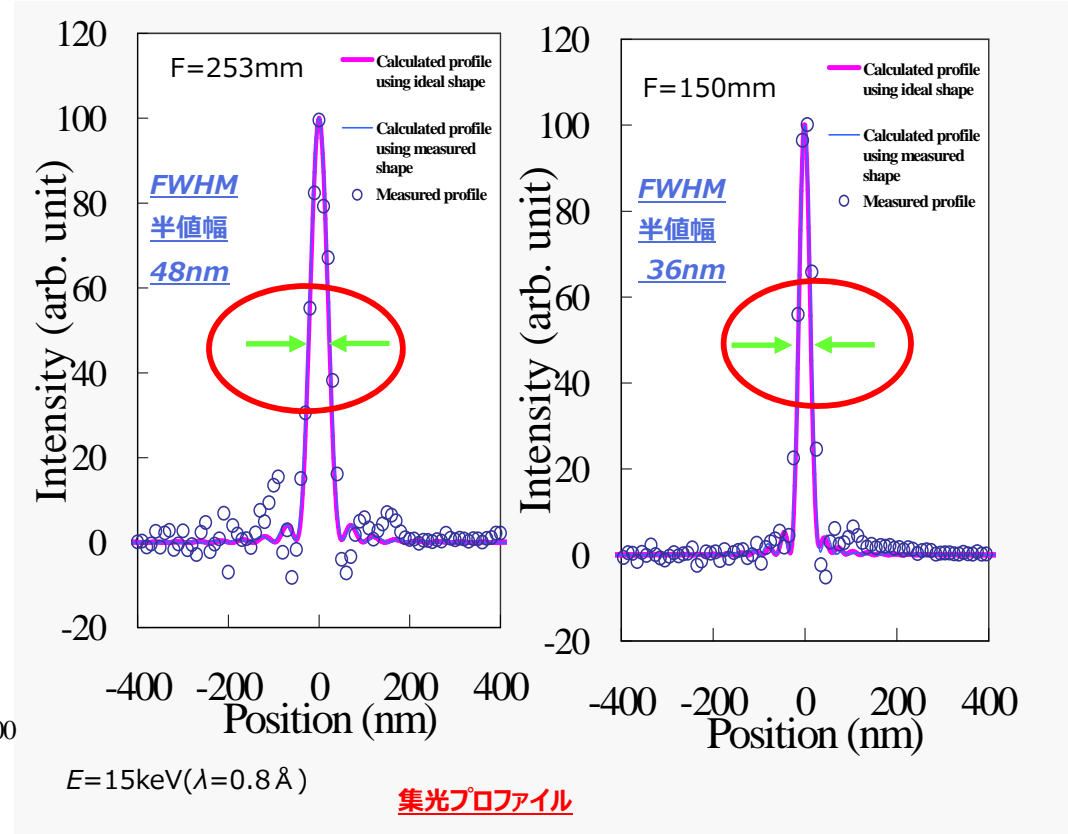 120
100
80
60
40
20
0
-20
Intensity (arb. unit)
F=253mm
Calculated profile
using ideal shape
Calculated profile
using measured
shape
Measured profile
FWHM
半値幅
48nm
-400 -200 0 200 400
Position (nm)
120
100
80
60
40
20
0
-20
Intensity (arb. unit)
F=150mm
Calculated profile
using ideal shape
Calculated profile
using measured
shape
Measured profile
FWHM
半値幅
36nm
-400 -200 0 200 400
Position (nm)
E=15keV(λ=0.8Å)
集光プロファイル